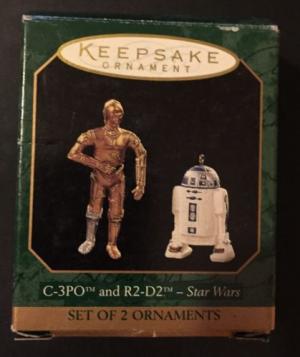 KEEPSAKE
ORNAMENT
C-3PO™ and R2-D2™ – Star Wars
SET OF 2 ORNAMENTS